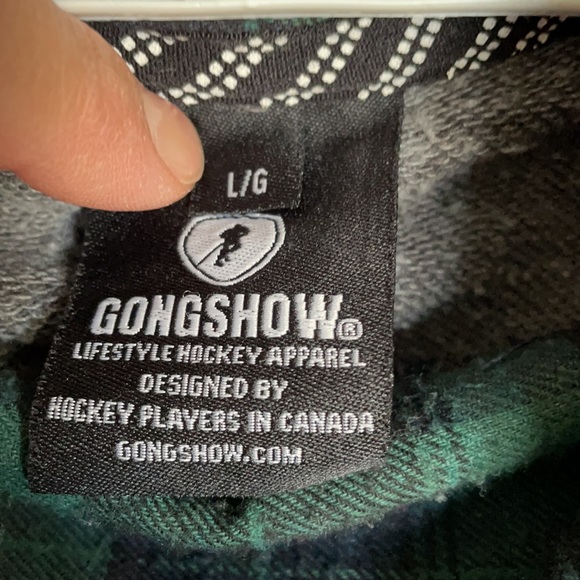 L/G
GONGSHOW®
LIFESTYLE HOCKEY APPAREL
DESIGNED BY
HOCKEY PLAYERS IN CANADA
GONGSHOW.COM